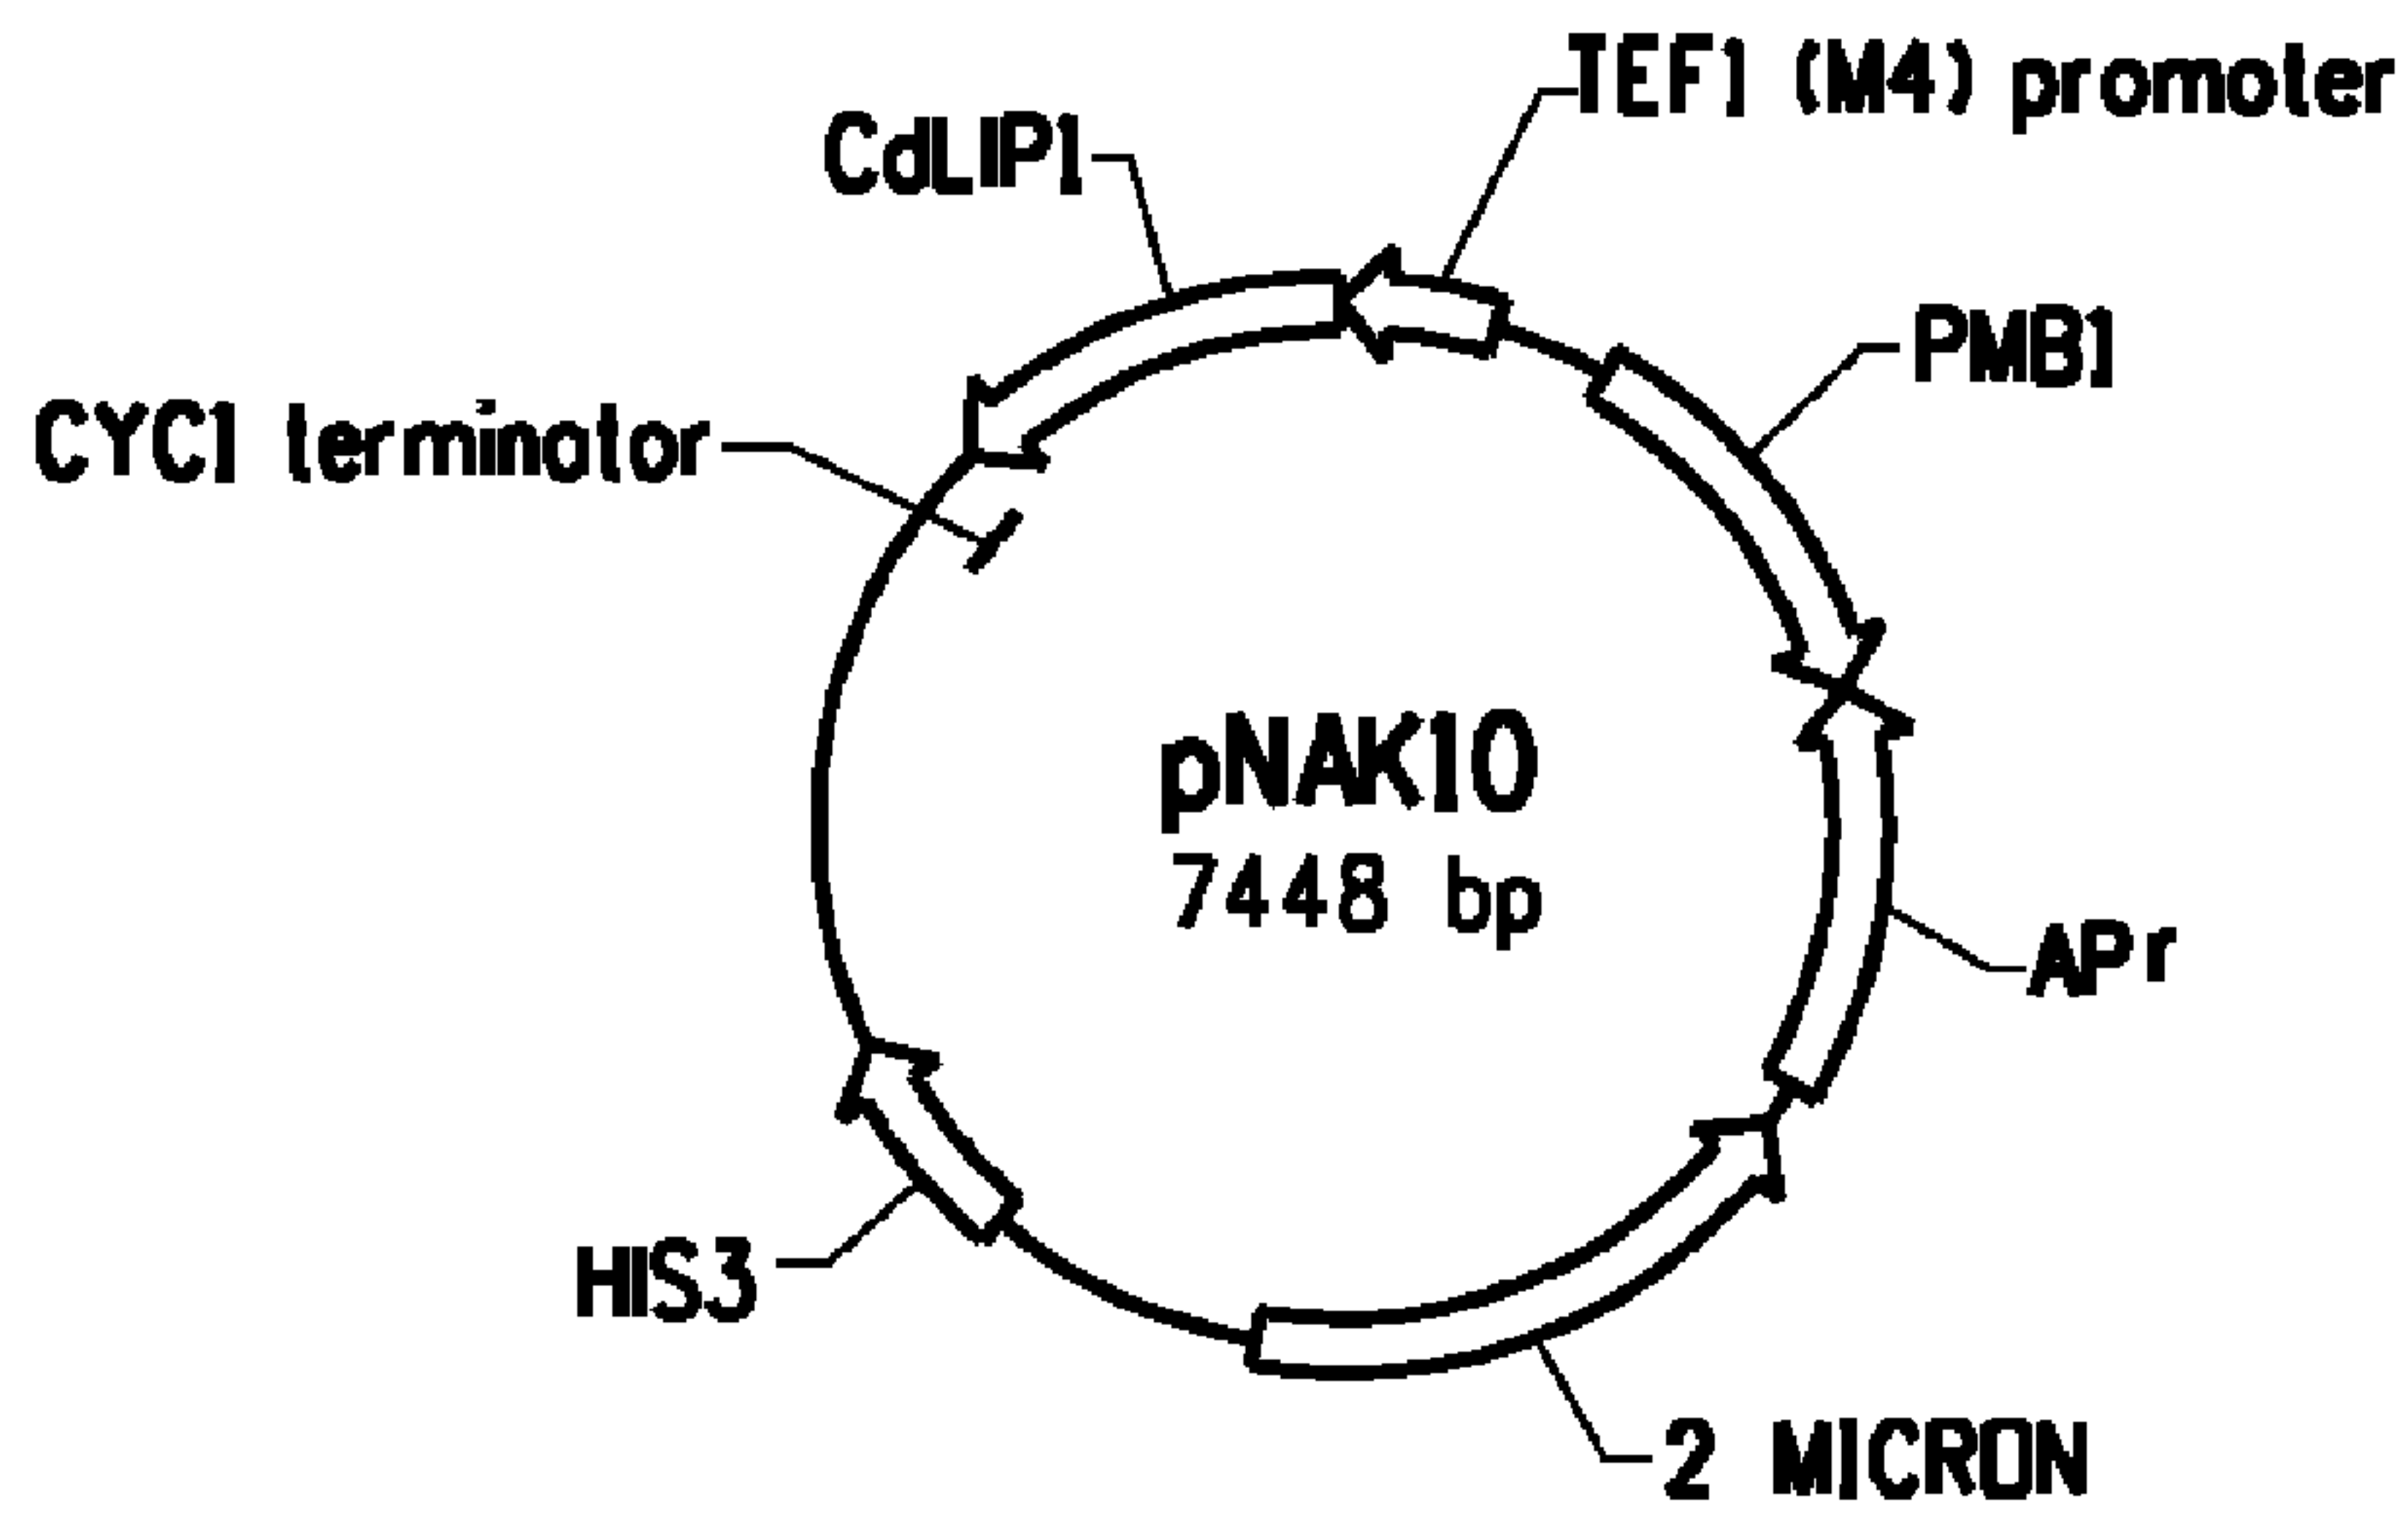 TEF1 (M4) promoter
CdLIP1
PMB1
CYC1 terminator
pNAK10
7448 bp
APr
HIS3
2 MICRON